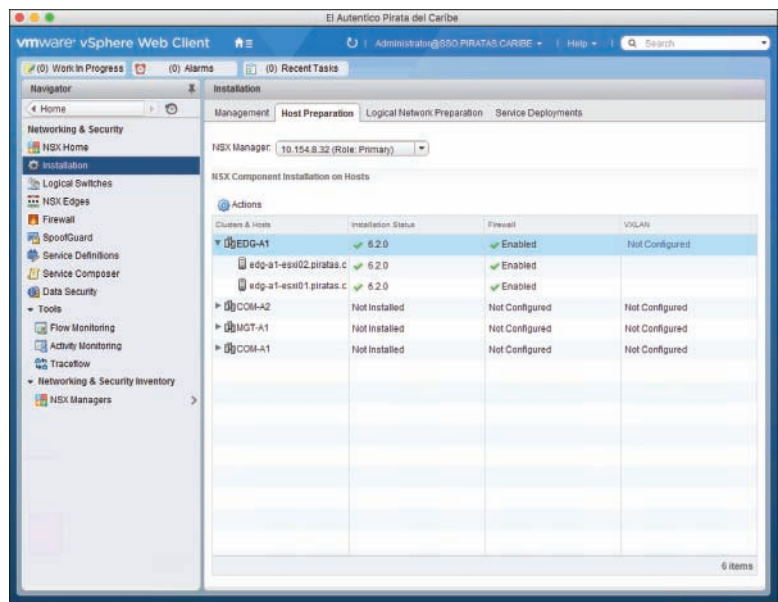 El Autentico Pirata del Caribe
vmware® vSphere Web Client
Administrator@SSO.PIRATAS.CARIBE
Help
Search
(0) Work In Progress
(0) Alarms
(0) Recent Tasks
Navigator
Home
Networking & Security
NSX Home
Installation
Logical Switches
NSX Edges
Firewall
SpoofGuard
Service Definitions
Service Composer
Data Security
Tools
Flow Monitoring
Activity Monitoring
Traceflow
Networking & Security Inventory
NSX Managers
Installation
Management Host Preparation Logical Network Preparation Service Deployments
NSX Manager: 10.154.8.32 (Role: Primary)
NSX Component Installation on Hosts
Actions
Clusters & Hosts Installation Status Firewall VXLAN
EDG-A1 6.2.0 Enabled Not Configured
edg-a1-esxi02.piratas.c 6.2.0 Enabled
edg-a1-esxi01.piratas.c 6.2.0 Enabled
COM-A2 Not Installed Not Configured Not Configured
MGT-A1 Not Installed Not Configured Not Configured
COM-A1 Not Installed Not Configured Not Configured
6 items